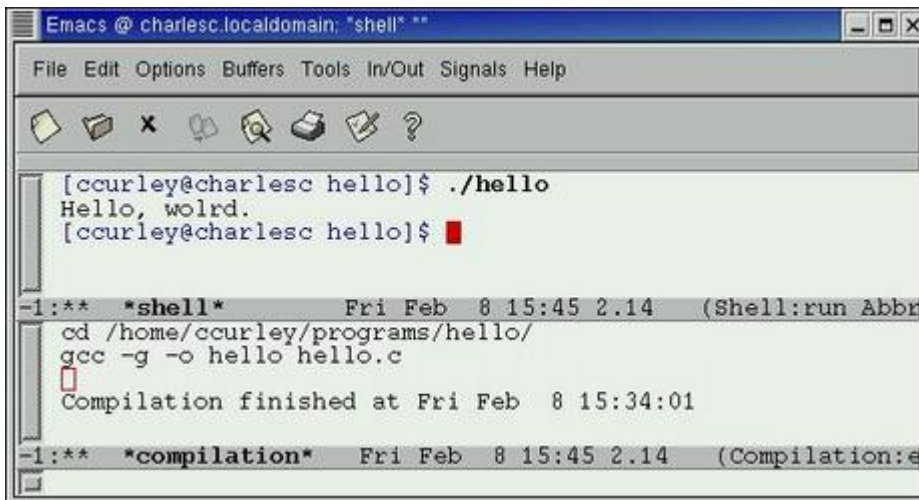 Emacs @ charlesc.localdomain: *shell* ""
File Edit Options Buffers Tools In/Out Signals Help
[ccurley@charlesc hello]$ ./hello
Hello, wolrd.
[ccurley@charlesc hello]$
-1:** *shell* Fri Feb 8 15:45 2.14 (Shell:run Abbr
cd /home/ccurley/programs/hello/
gcc -g -o hello hello.c
Compilation finished at Fri Feb 8 15:34:01
-1:** *compilation* Fri Feb 8 15:45 2.14 (Compilation:e